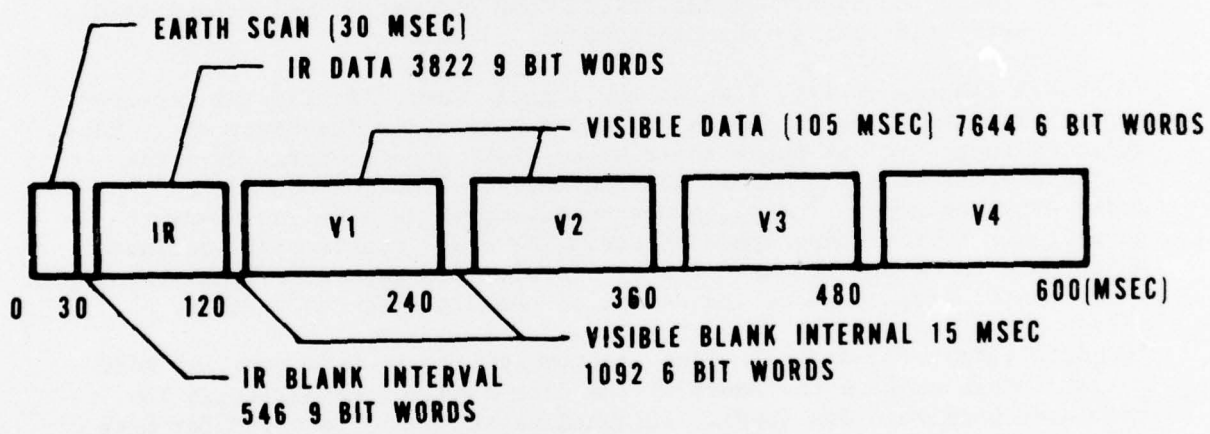 EARTH SCAN (30 MSEC)
IR DATA 3822 9 BIT WORDS
VISIBLE DATA (105 MSEC) 7644 6 BIT WORDS
IR V1 V2 V3 V4
0 30 120 240 360 480 600(MSEC)
VISIBLE BLANK INTERNAL 15 MSEC
1092 6 BIT WORDS
IR BLANK INTERVAL
546 9 BIT WORDS